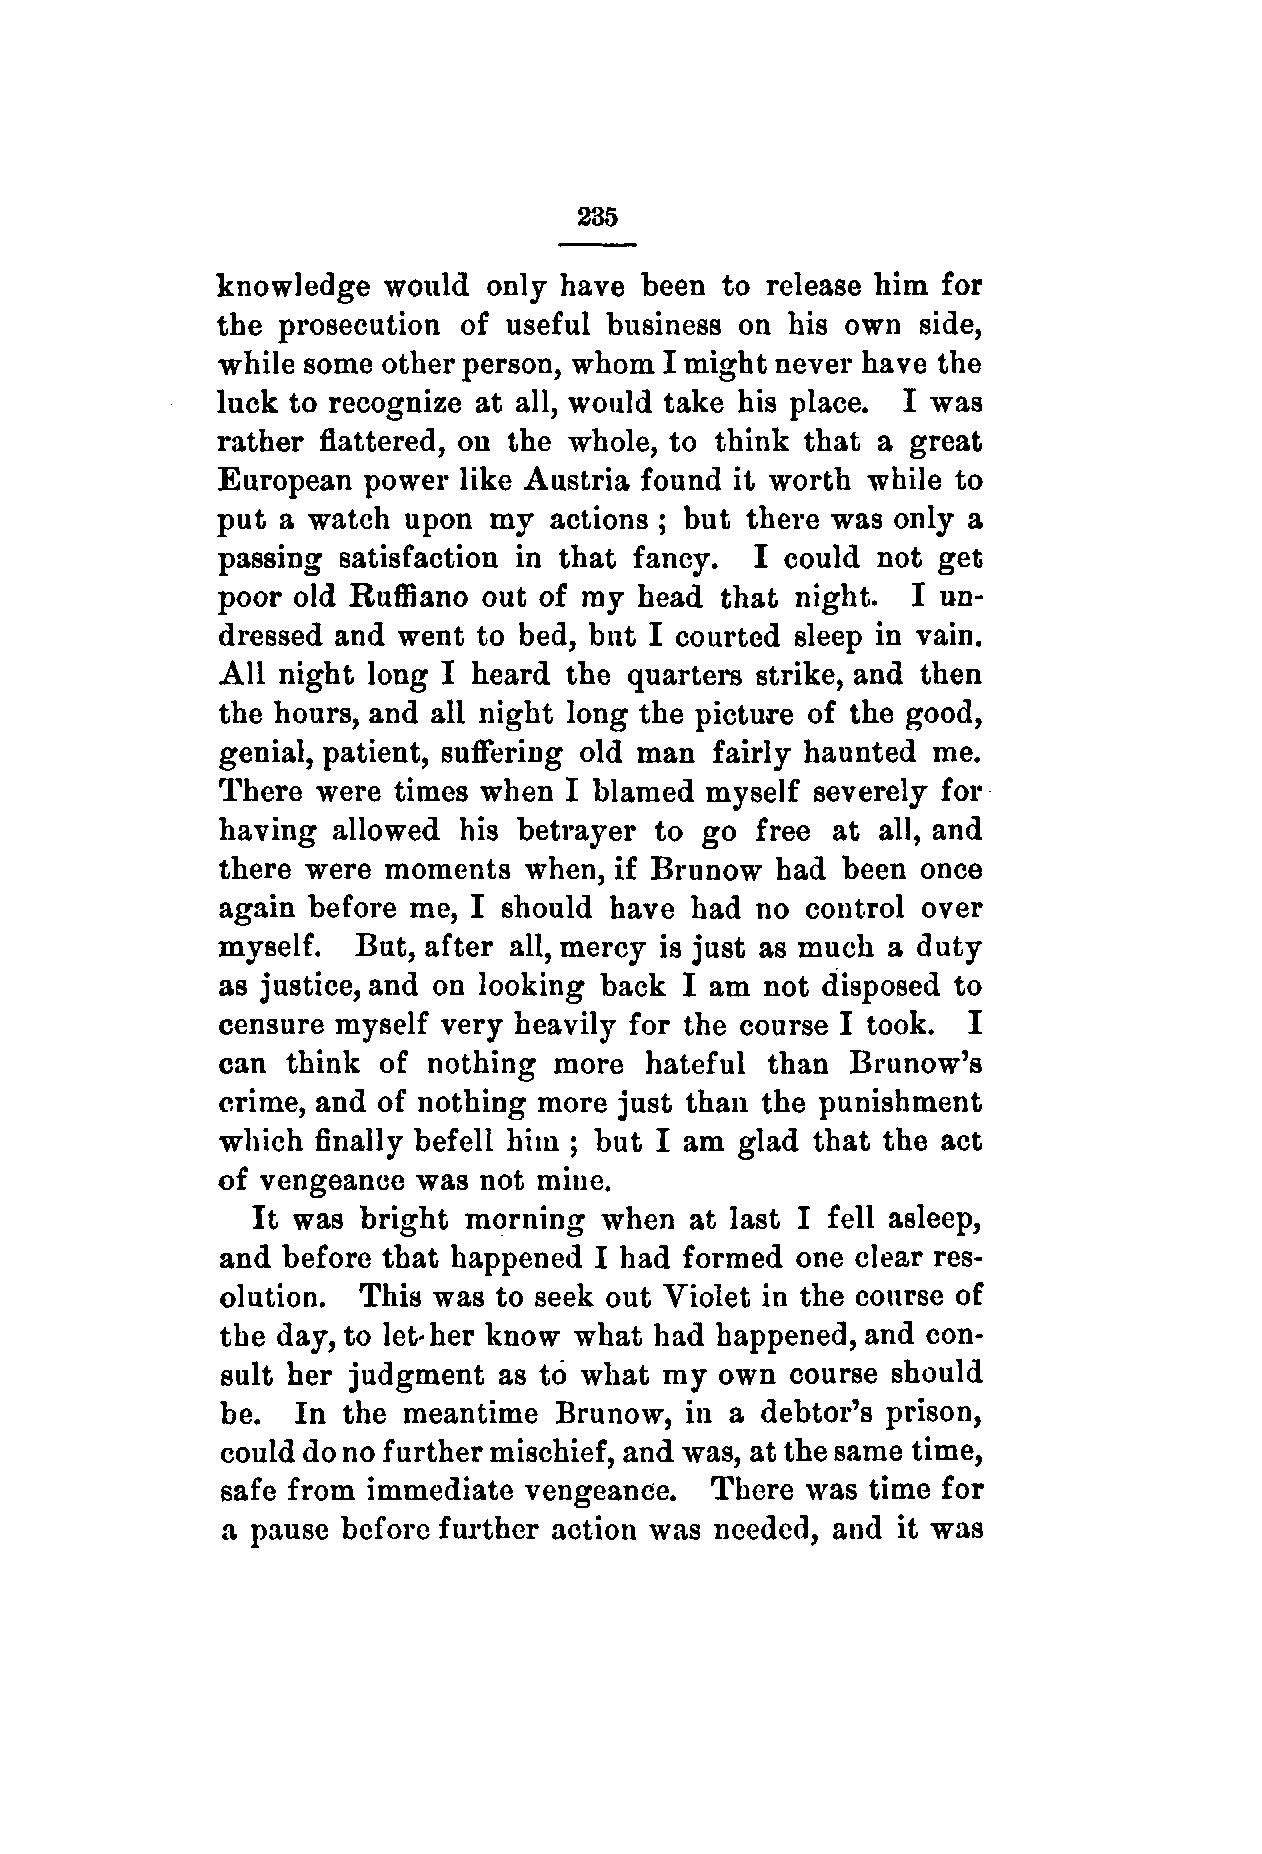 235
knowledge would only have been to release him for
the prosecution of useful business on his own side,
while some other person, whom I might never have the
luck to recognize at all, would take his place. I was
rather flattered, on the whole, to think that a great
European power like Austria found it worth while to
put a watch upon my actions ; but there was only a
passing satisfaction in that fancy. I could not get
poor old Ruffiano out of my head that night. I un-
dressed and went to bed, but I courted sleep in vain.
All night long I heard the quarters strike, and then
the hours, and all night long the picture of the good,
genial, patient, suffering old man fairly haunted me.
There were times when I blamed myself severely for
having allowed his betrayer to go free at all, and
there were moments when, if Brunow had been once
again before me, I should have had no control over
myself. But, after all, mercy is just as much a duty
as justice, and on looking back I am not disposed to
censure myself very heavily for the course I took. I
can think of nothing more hateful than Brunow's
crime, and of nothing more just than the punishment
which finally befell him ; but I am glad that the act
of vengeance was not mine.
It was bright morning when at last I fell asleep,
and before that happened I had formed one clear res-
olution. This was to seek out Violet in the course of
the day, to let her know what had happened, and con-
sult her judgment as to what my own course should
be. In the meantime Brunow, in a debtor's prison,
could do no further mischief, and was, at the same time,
safe from immediate vengeance. There was time for
a pause before further action was needed, and it was